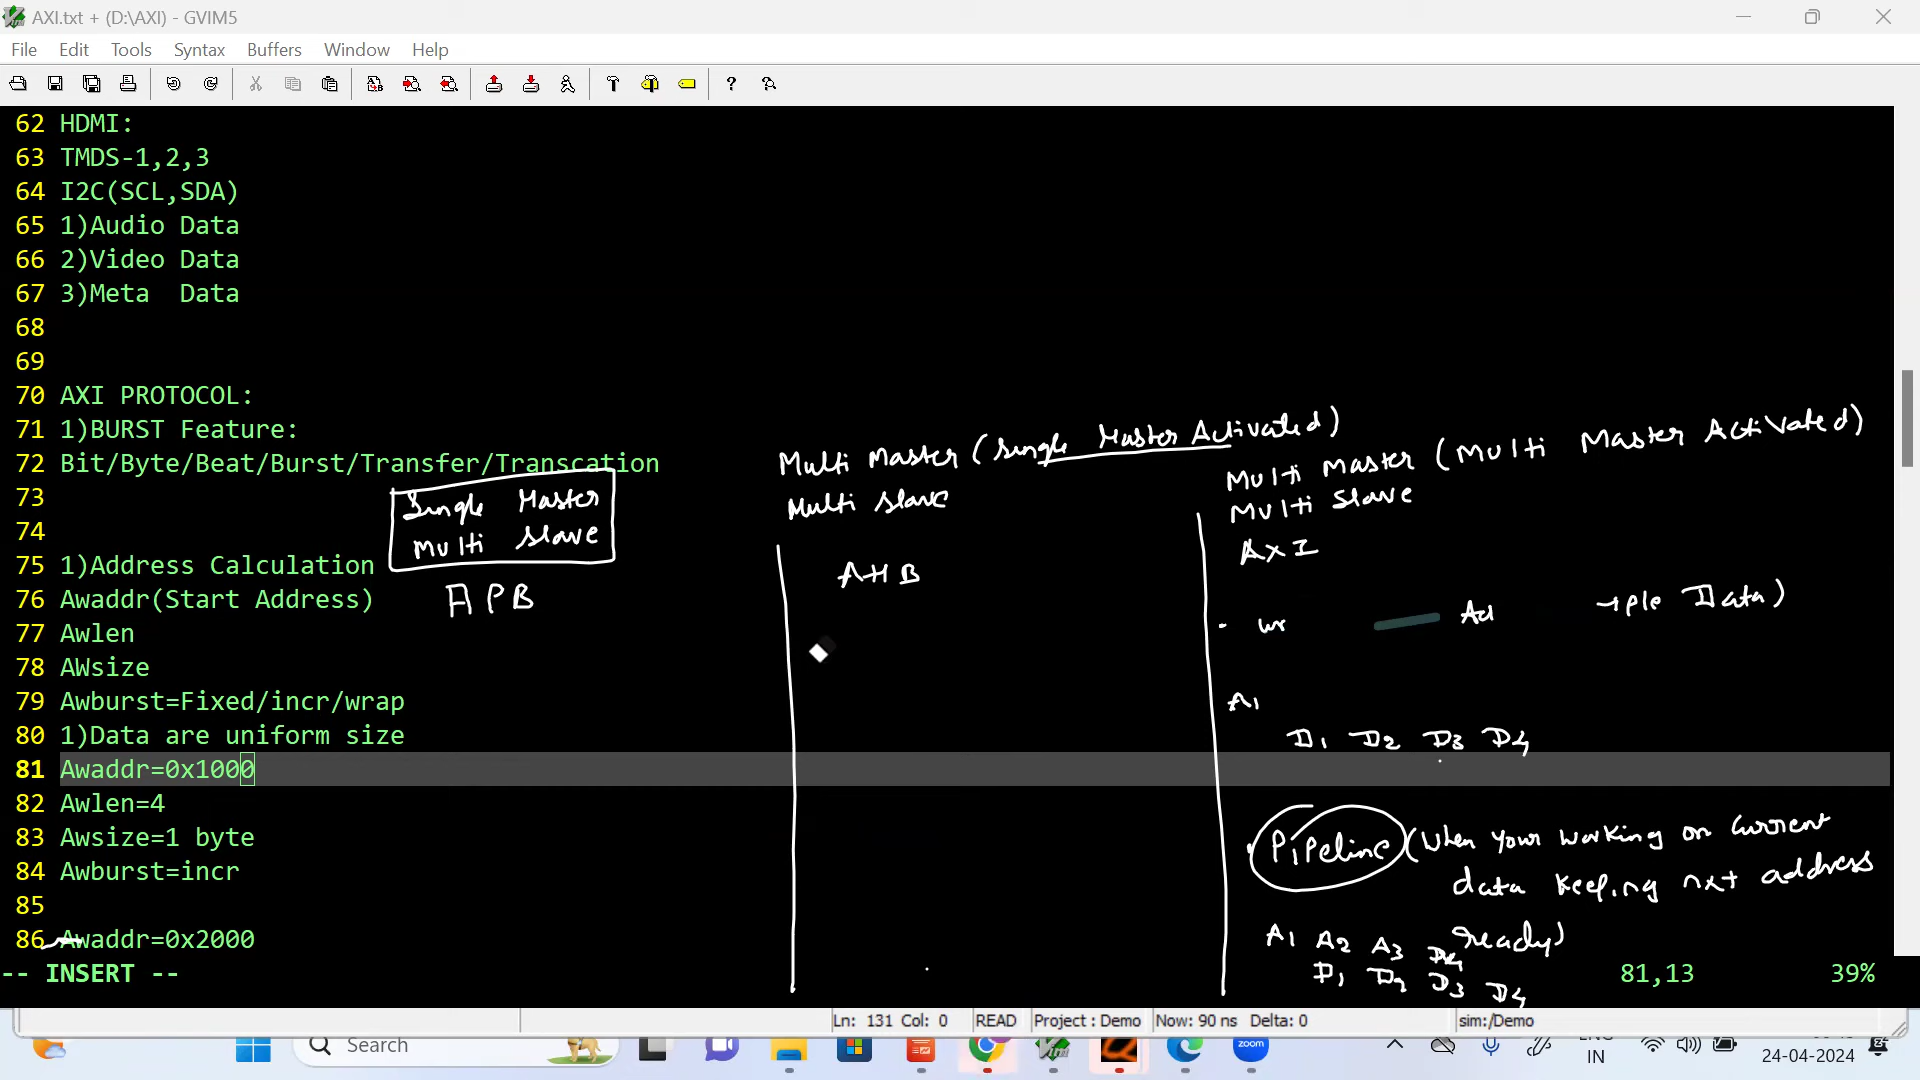 AXI.txt + (D:\AXI) - GVIM5
File Edit Tools Syntax Buffers Window Help
62 HDMI:
63 TMDS-1,2,3
64 I2C(SCL,SDA)
65 1)Audio Data
66 2)Video Data
67 3)Meta  Data
68
69
70 AXI PROTOCOL:
71 1)BURST Feature:
72 Bit/Byte/Beat/Burst/Transfer/Transcation
73
74
75 1)Address Calculation
76 Awaddr(Start Address)
77 Awlen
78 AWsize
79 Awburst=Fixed/incr/wrap
80 1)Data are uniform size
81 Awaddr=0x1000
82 Awlen=4
83 Awsize=1 byte
84 Awburst=incr
85
86 Awaddr=0x2000
-- INSERT --
81,13 39%
Single Master
Multi Slave
APB
Multi Master (Single Master Activated)
Multi Slave
AHB
Multi Master (Multi Master Activated)
Multi Slave
AXI
Ad
ple Data)
A1
D1 D2 D3 D4
Pipeline (When your working on current
data keeping nxt address
ready)
A1 A2 A3
D1 D2 D3 D4
Ln: 131 Col: 0 READ Project : Demo Now: 90 ns Delta: 0 sim:/Demo
Search
zoom
IN
24-04-2024